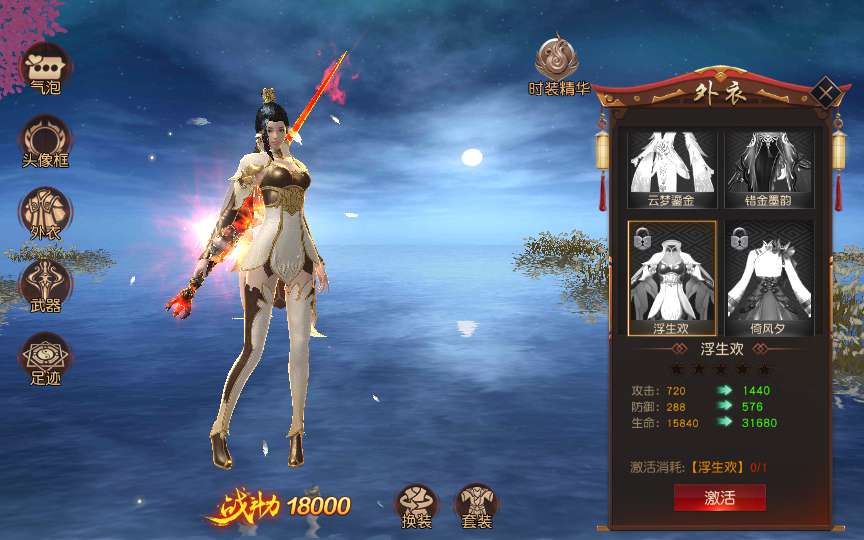 气泡
头像框
外衣
武器
足迹
时装精华
外衣
云梦鎏金
错金墨韵
浮生欢
倚风夕
浮生欢
攻击: 720 1440
防御: 288 576
生命: 15840 31680
激活消耗:【浮生欢】0/1
激活
战斗力 18000
换装
套装